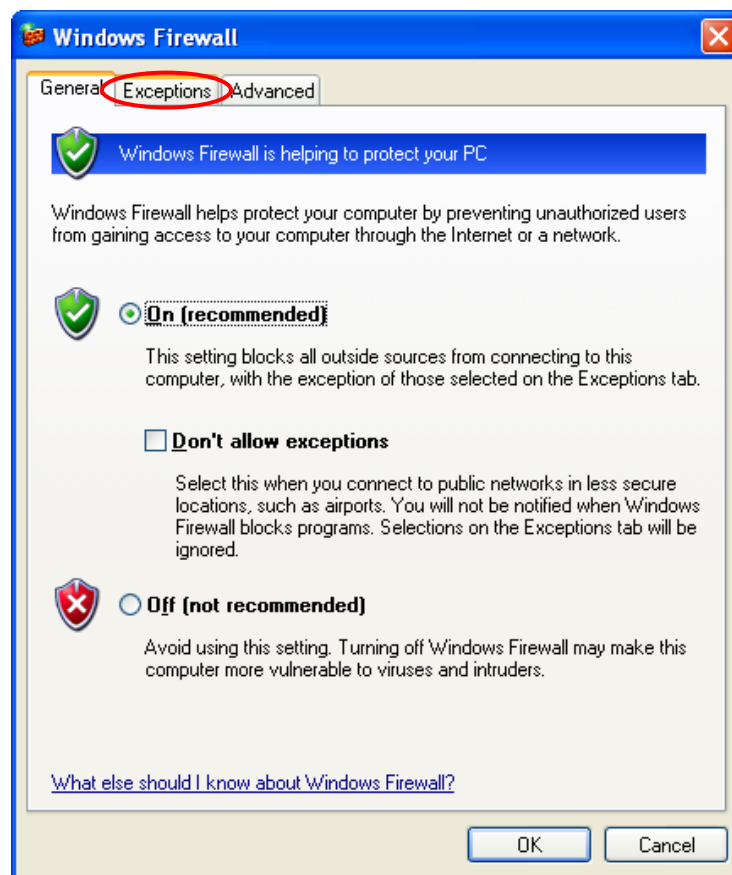 Windows Firewall
General Exceptions Advanced
Windows Firewall is helping to protect your PC
Windows Firewall helps protect your computer by preventing unauthorized users
from gaining access to your computer through the Internet or a network.
On (recommended)
This setting blocks all outside sources from connecting to this
computer, with the exception of those selected on the Exceptions tab.
Don't allow exceptions
Select this when you connect to public networks in less secure
locations, such as airports. You will not be notified when Windows
Firewall blocks programs. Selections on the Exceptions tab will be
ignored.
Off (not recommended)
Avoid using this setting. Turning off Windows Firewall may make this
computer more vulnerable to viruses and intruders.
What else should I know about Windows Firewall?
OK Cancel